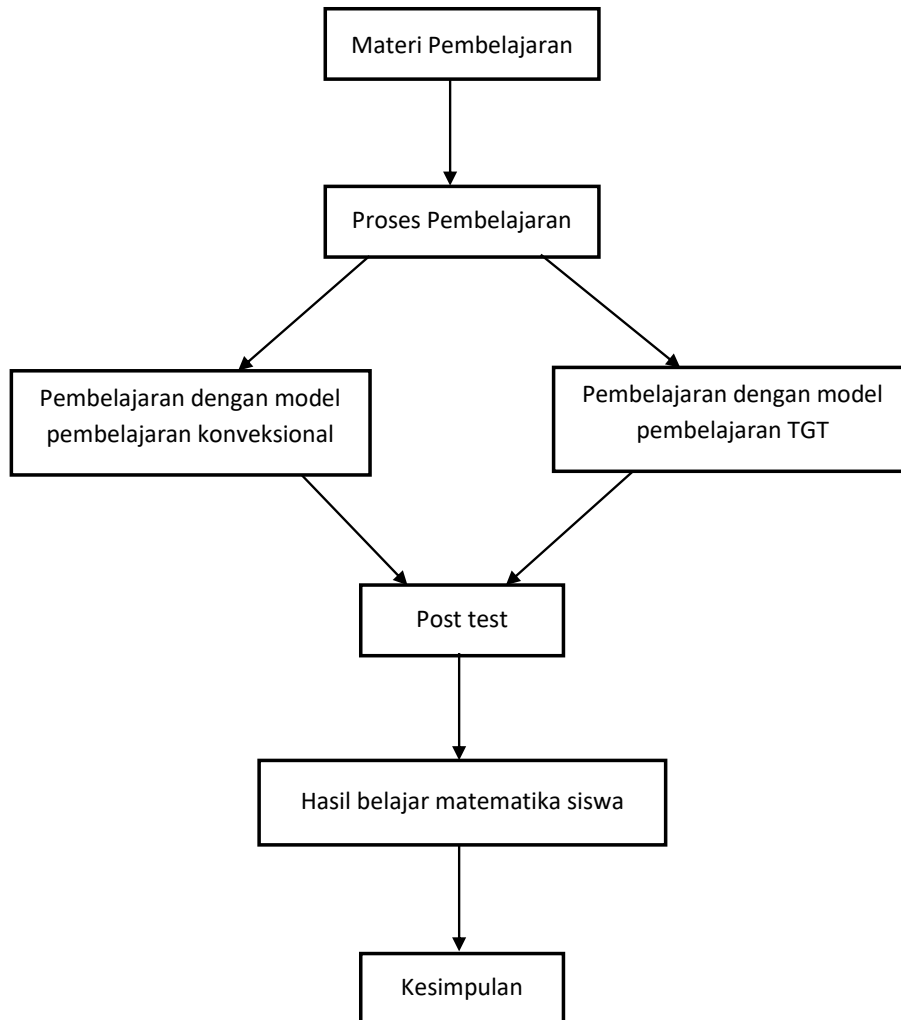 Materi Pembelajaran
Proses Pembelajaran
Pembelajaran dengan model
pembelajaran konveksional
Pembelajaran dengan model
pembelajaran TGT
Post test
Hasil belajar matematika siswa
Kesimpulan